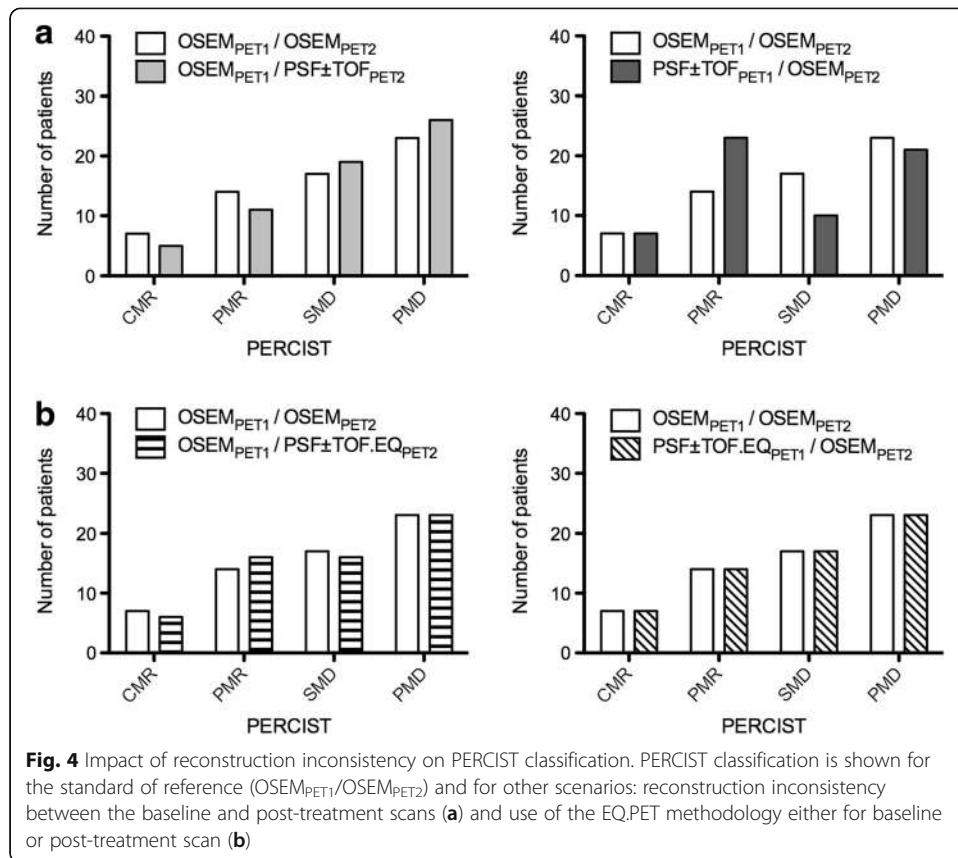 a
40
30
20
10
0
Number of patients
OSEMPET1 / OSEMPET2
OSEMPET1 / PSF±TOFPET2
CMR
PMR
SMD
PMD
PERCIST
40
30
20
10
0
Number of patients
OSEMPET1 / OSEMPET2
PSF±TOFPET1 / OSEMPET2
CMR
PMR
SMD
PMD
PERCIST
b
40
30
20
10
0
Number of patients
OSEMPET1 / OSEMPET2
OSEMPET1 / PSF±TOF.EQPET2
CMR
PMR
SMD
PMD
PERCIST
40
30
20
10
0
Number of patients
OSEMPET1 / OSEMPET2
PSF±TOF.EQPET1 / OSEMPET2
CMR
PMR
SMD
PMD
PERCIST
Fig. 4 Impact of reconstruction inconsistency on PERCIST classification. PERCIST classification is shown for
the standard of reference (OSEMPET1/OSEMPET2) and for other scenarios: reconstruction inconsistency
between the baseline and post-treatment scans (a) and use of the EQ.PET methodology either for baseline
or post-treatment scan (b)